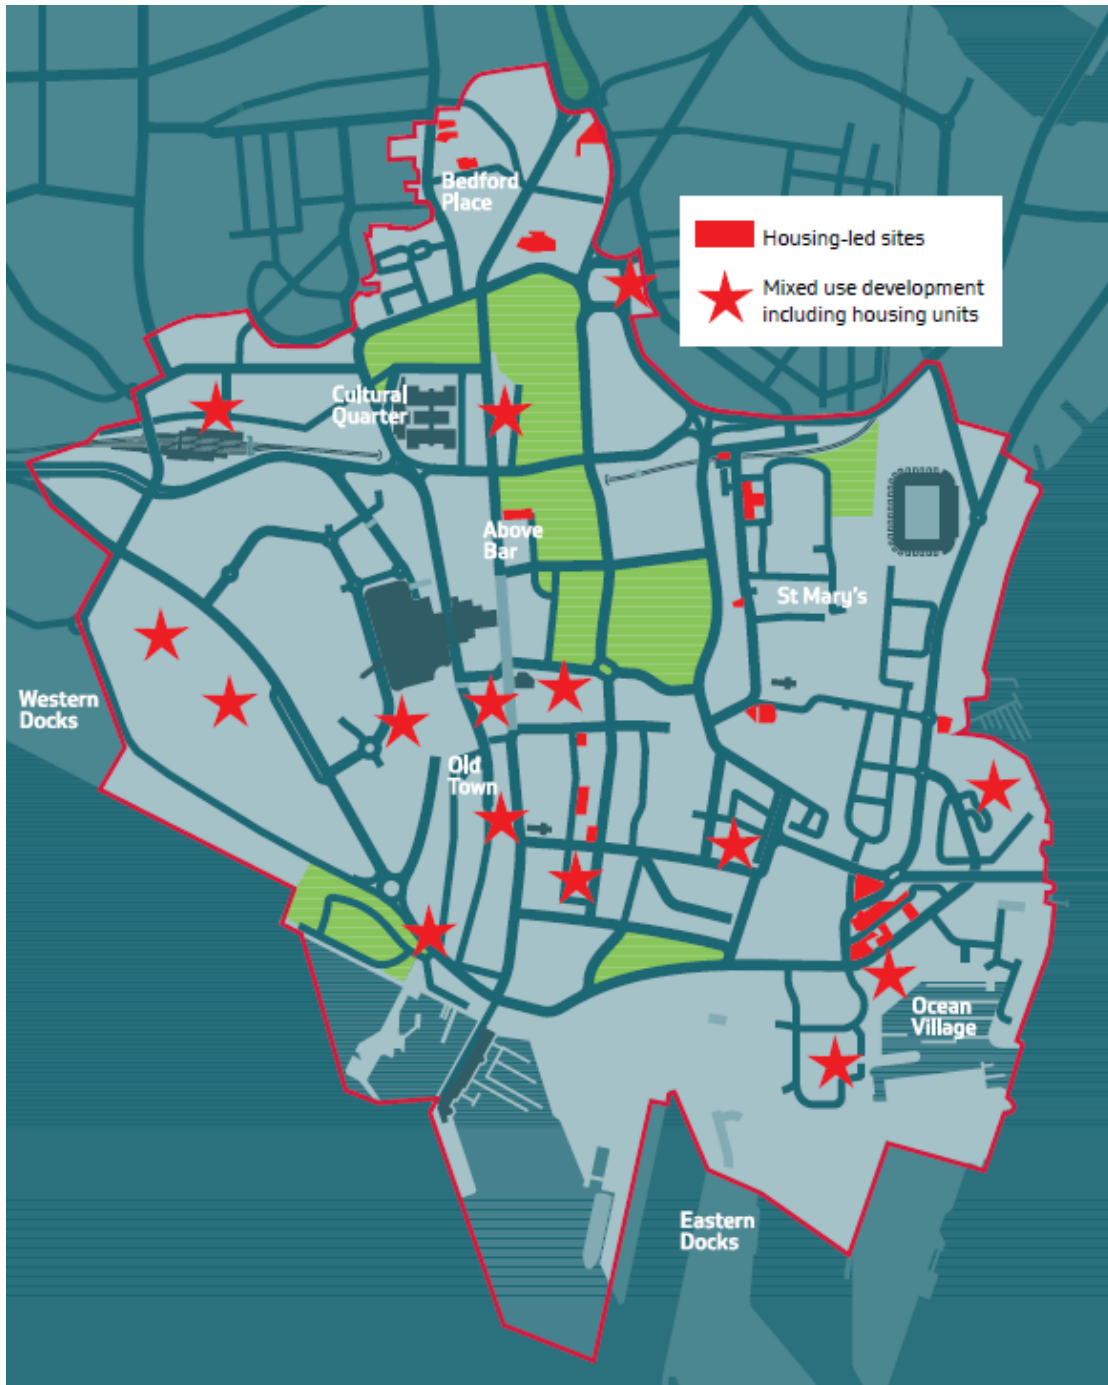 Bedford
Place
Housing-led sites
Mixed use development
including housing units
Cultural
Quarter
Above
Bar
St Mary's
Western
Docks
Old
Town
Ocean
Village
Eastern
Docks